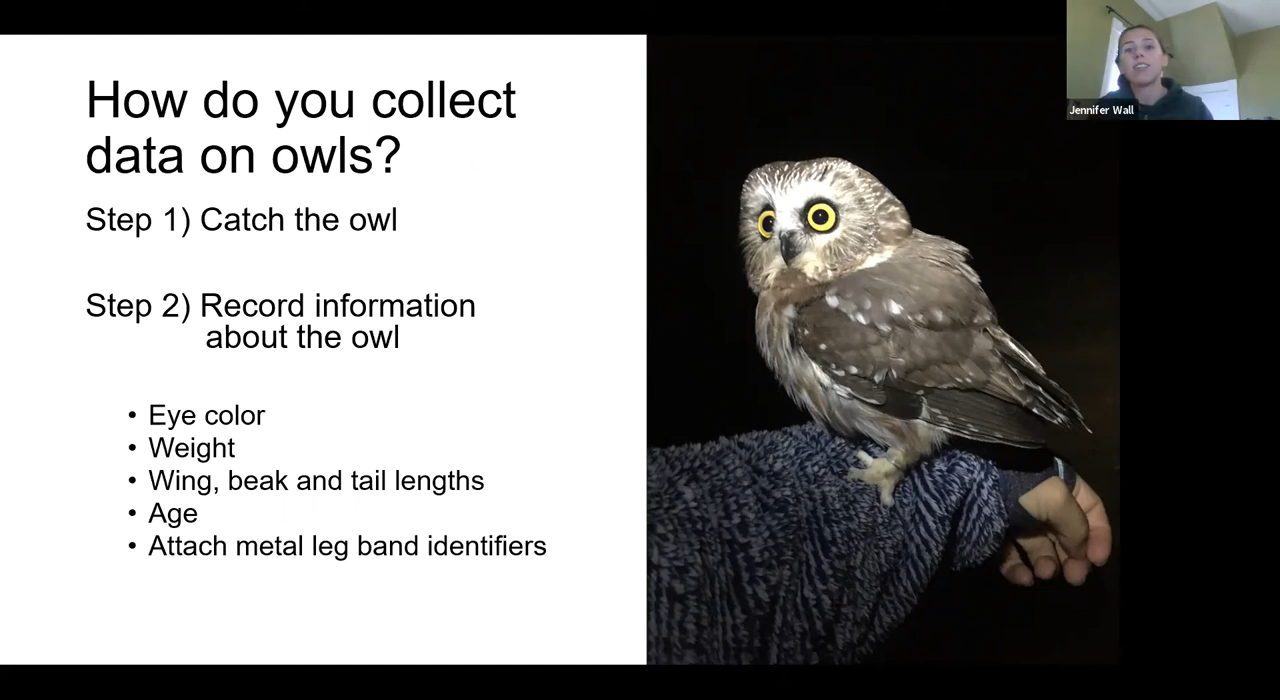 How do you collect
data on owls?
Step 1) Catch the owl
Step 2) Record information
about the owl
• Eye color
• Weight
• Wing, beak and tail lengths
• Age
• Attach metal leg band identifiers
Jennifer Wall